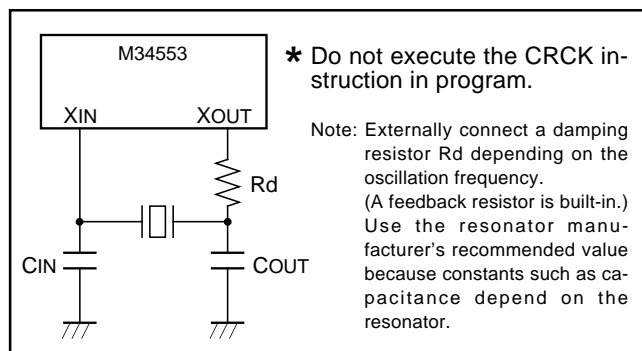 M34553
XIN
XOUT
Rd
CIN
COUT
* Do not execute the CRCK in-
struction in program.
Note: Externally connect a damping
resistor Rd depending on the
oscillation frequency.
(A feedback resistor is built-in.)
Use the resonator manu-
facturer's recommended value
because constants such as ca-
pacitance depend on the
resonator.